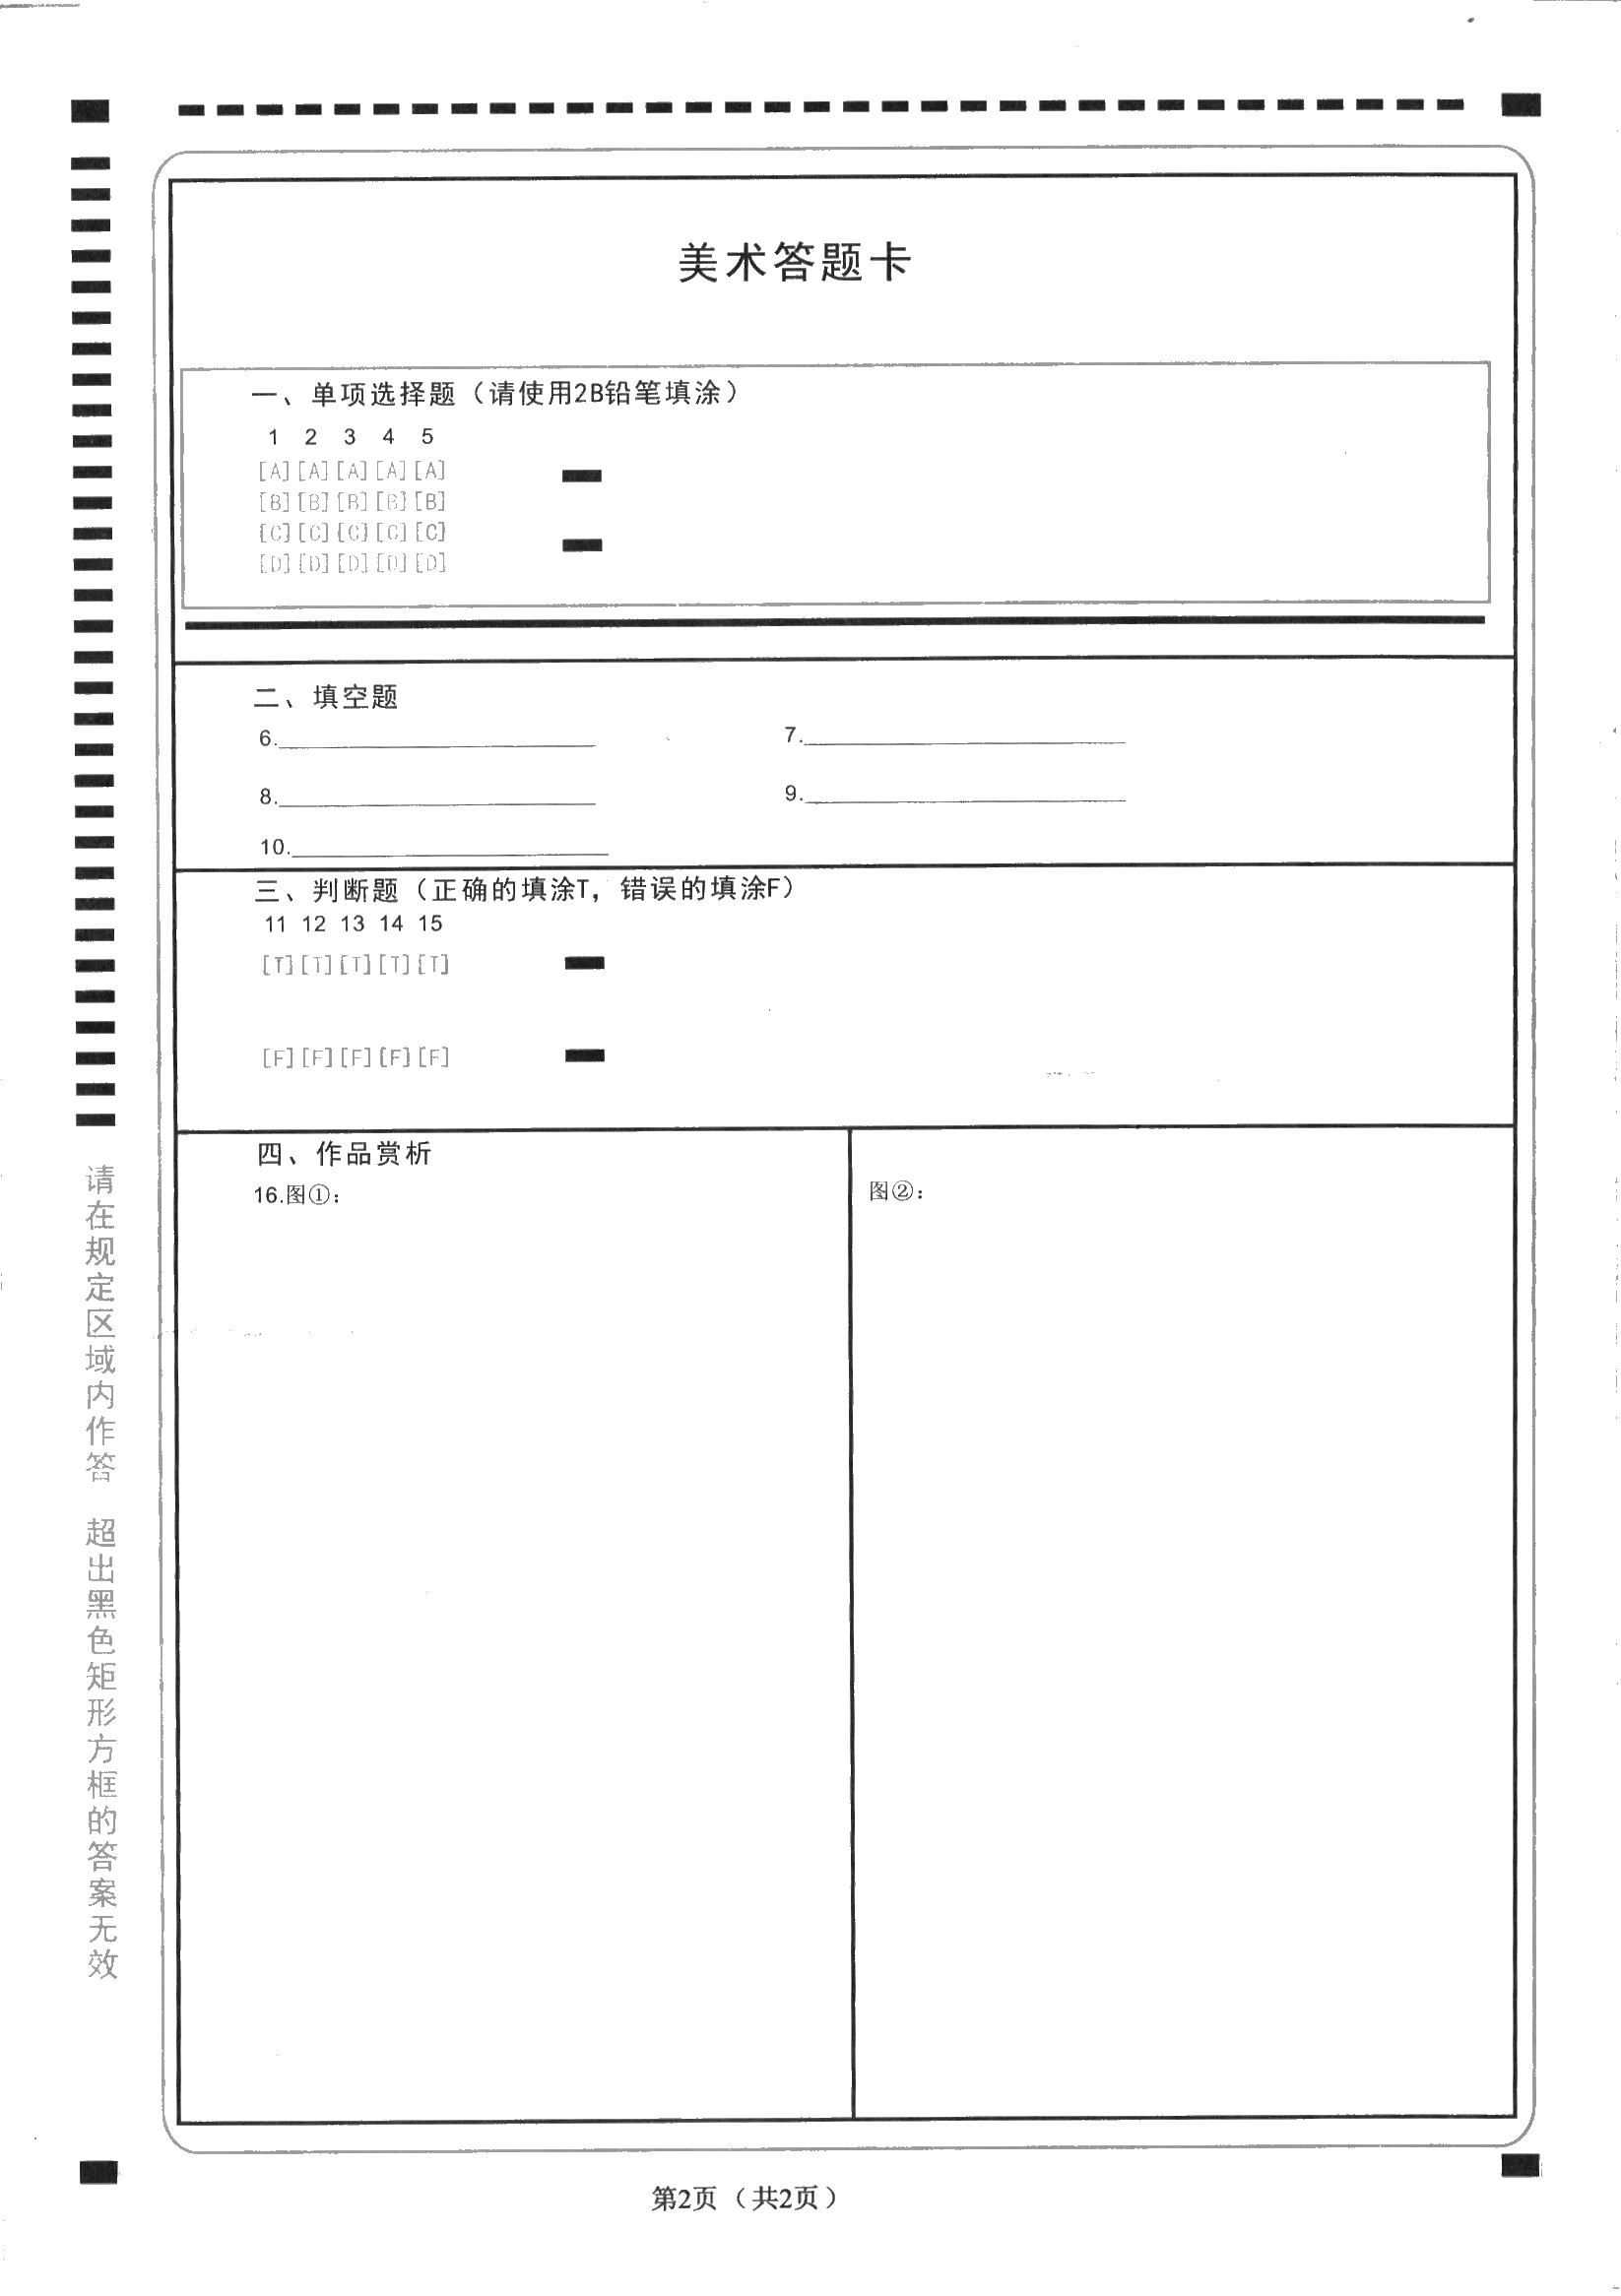 美术答题卡
一、单项选择题（请使用2B铅笔填涂）
1 2 3 4 5
[A] [A] [A] [A] [A]
[B] [B] [B] [B] [B]
[C] [C] [C] [C] [C]
[D] [D] [D] [D] [D]
二、填空题
6.
7.
8.
9.
10.
三、判断题（正确的填涂T，错误的填涂F）
11 12 13 14 15
[T] [T] [T] [T] [T]
[F] [F] [F] [F] [F]
四、作品赏析
16.图①：
图②：
请在规定区域内作答 超出黑色矩形方框的答案无效
第2页（共2页）